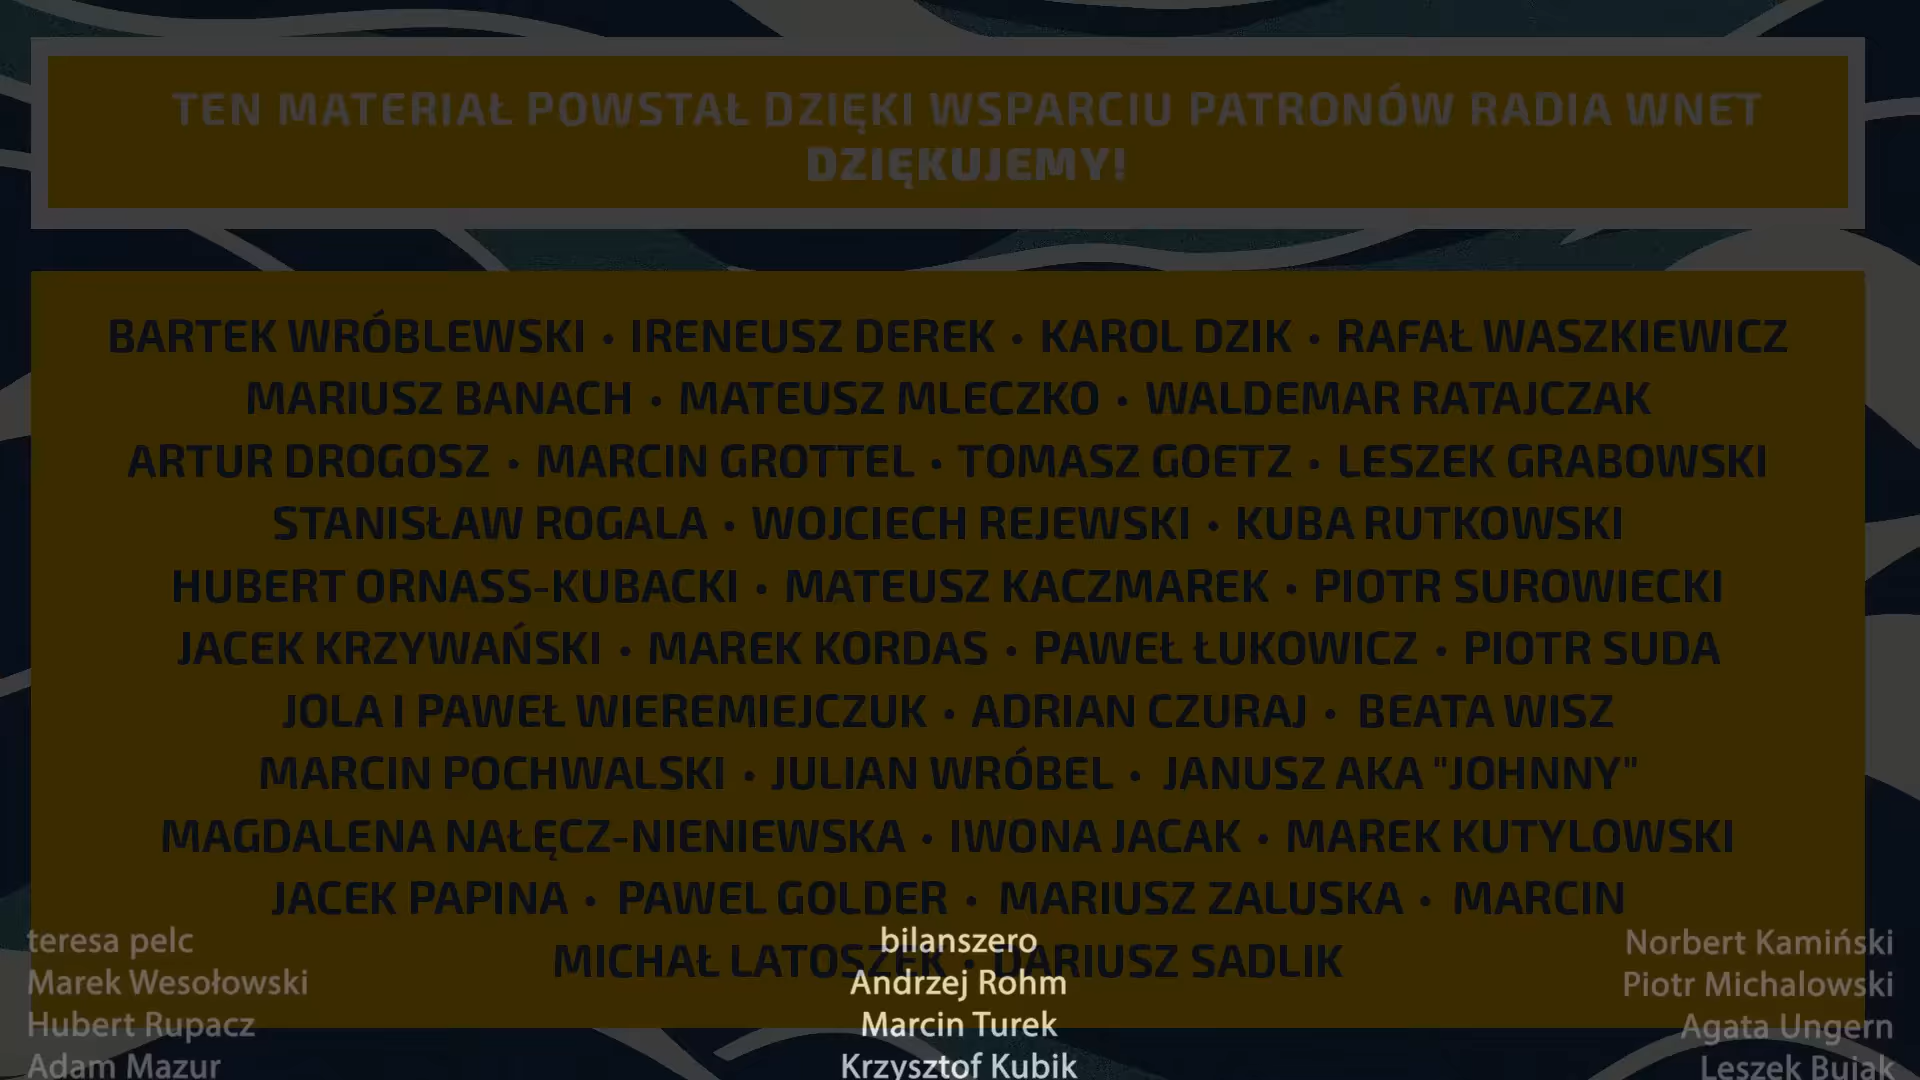 TEN MATERIAŁ POWSTAŁ DZIĘKI WSPARCIU PATRONÓW RADIA WNET
DZIĘKUJEMY!
BARTEK WRÓBLEWSKI • IRENEUSZ DEREK • KAROL DZIK • RAFAŁ WASZKIEWICZ
MARIUSZ BANACH • MATEUSZ MLECZKO • WALDEMAR RATAJCZAK
ARTUR DROGOSZ • MARCIN GROTTEL • TOMASZ GOETZ • LESZEK GRABOWSKI
STANISŁAW ROGALA • WOJCIECH REJEWSKI • KUBA RUTKOWSKI
HUBERT ORNASS-KUBACKI • MATEUSZ KACZMAREK • PIOTR SUROWIECKI
JACEK KRZYWAŃSKI • MAREK KORDAS • PAWEŁ ŁUKOWICZ • PIOTR SUDA
JOLA I PAWEŁ WIEREMIEJCZUK • ADRIAN CZURAJ • BEATA WISZ
MARCIN POCHWALSKI • JULIAN WRÓBEL • JANUSZ AKA "JOHNNY"
MAGDALENA NAŁĘCZ-NIENIEWSKA • IWONA JACAK • MAREK KUTYLOWSKI
JACEK PAPINA • PAWEL GOLDER • MARIUSZ ZALUSKA • MARCIN
MICHAŁ LATOSZEK • DARIUSZ SADLIK
teresa pelc
Marek Wesołowski
Hubert Rupacz
Adam Mazur
bilanszero
Andrzej Rohm
Marcin Turek
Krzysztof Kubik
Norbert Kamiński
Piotr Michalowski
Agata Ungern
Leszek Bujak